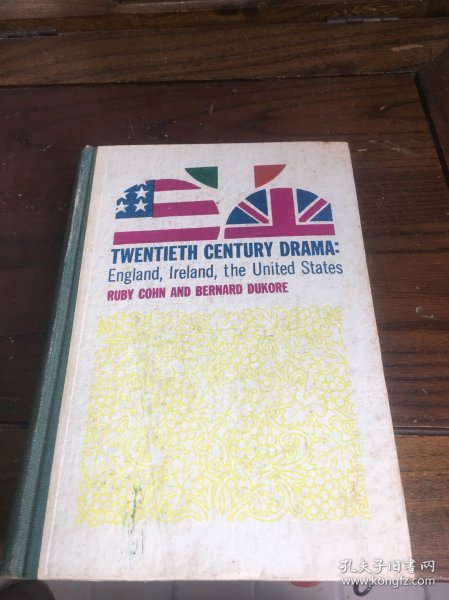 TWENTIETH CENTURY DRAMA:
England, Ireland, the United States
RUBY COHN AND BERNARD DUKORE
孔夫子旧书网
www.kongfz.com